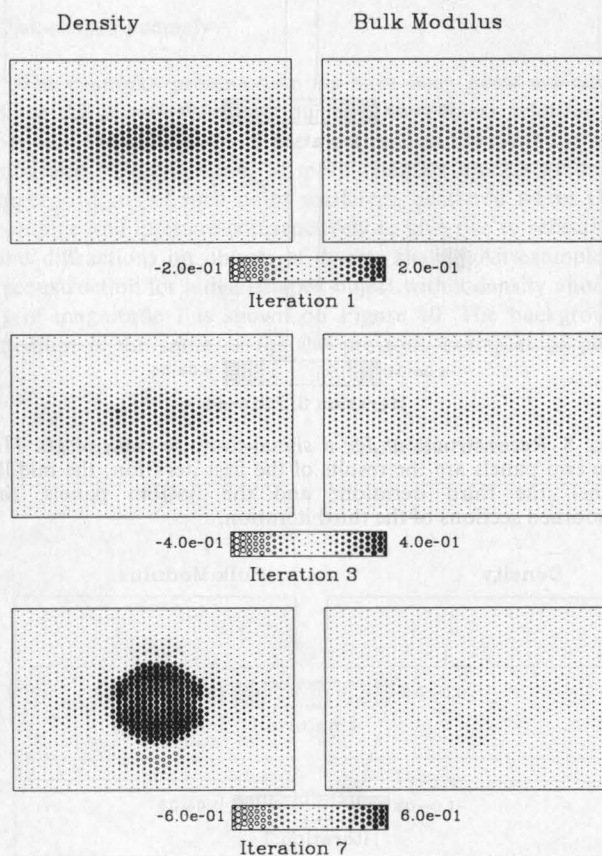 Density Bulk Modulus
-2.0e-01 2.0e-01
Iteration 1
-4.0e-01 4.0e-01
Iteration 3
-6.0e-01 6.0e-01
Iteration 7